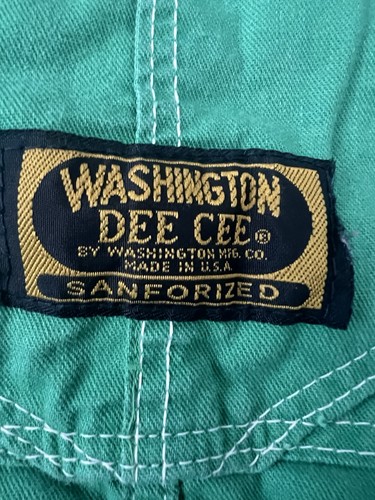 WASHINGTON
DEE CEE®
BY WASHINGTON MFG. CO.
MADE IN U.S.A
SANFORIZED